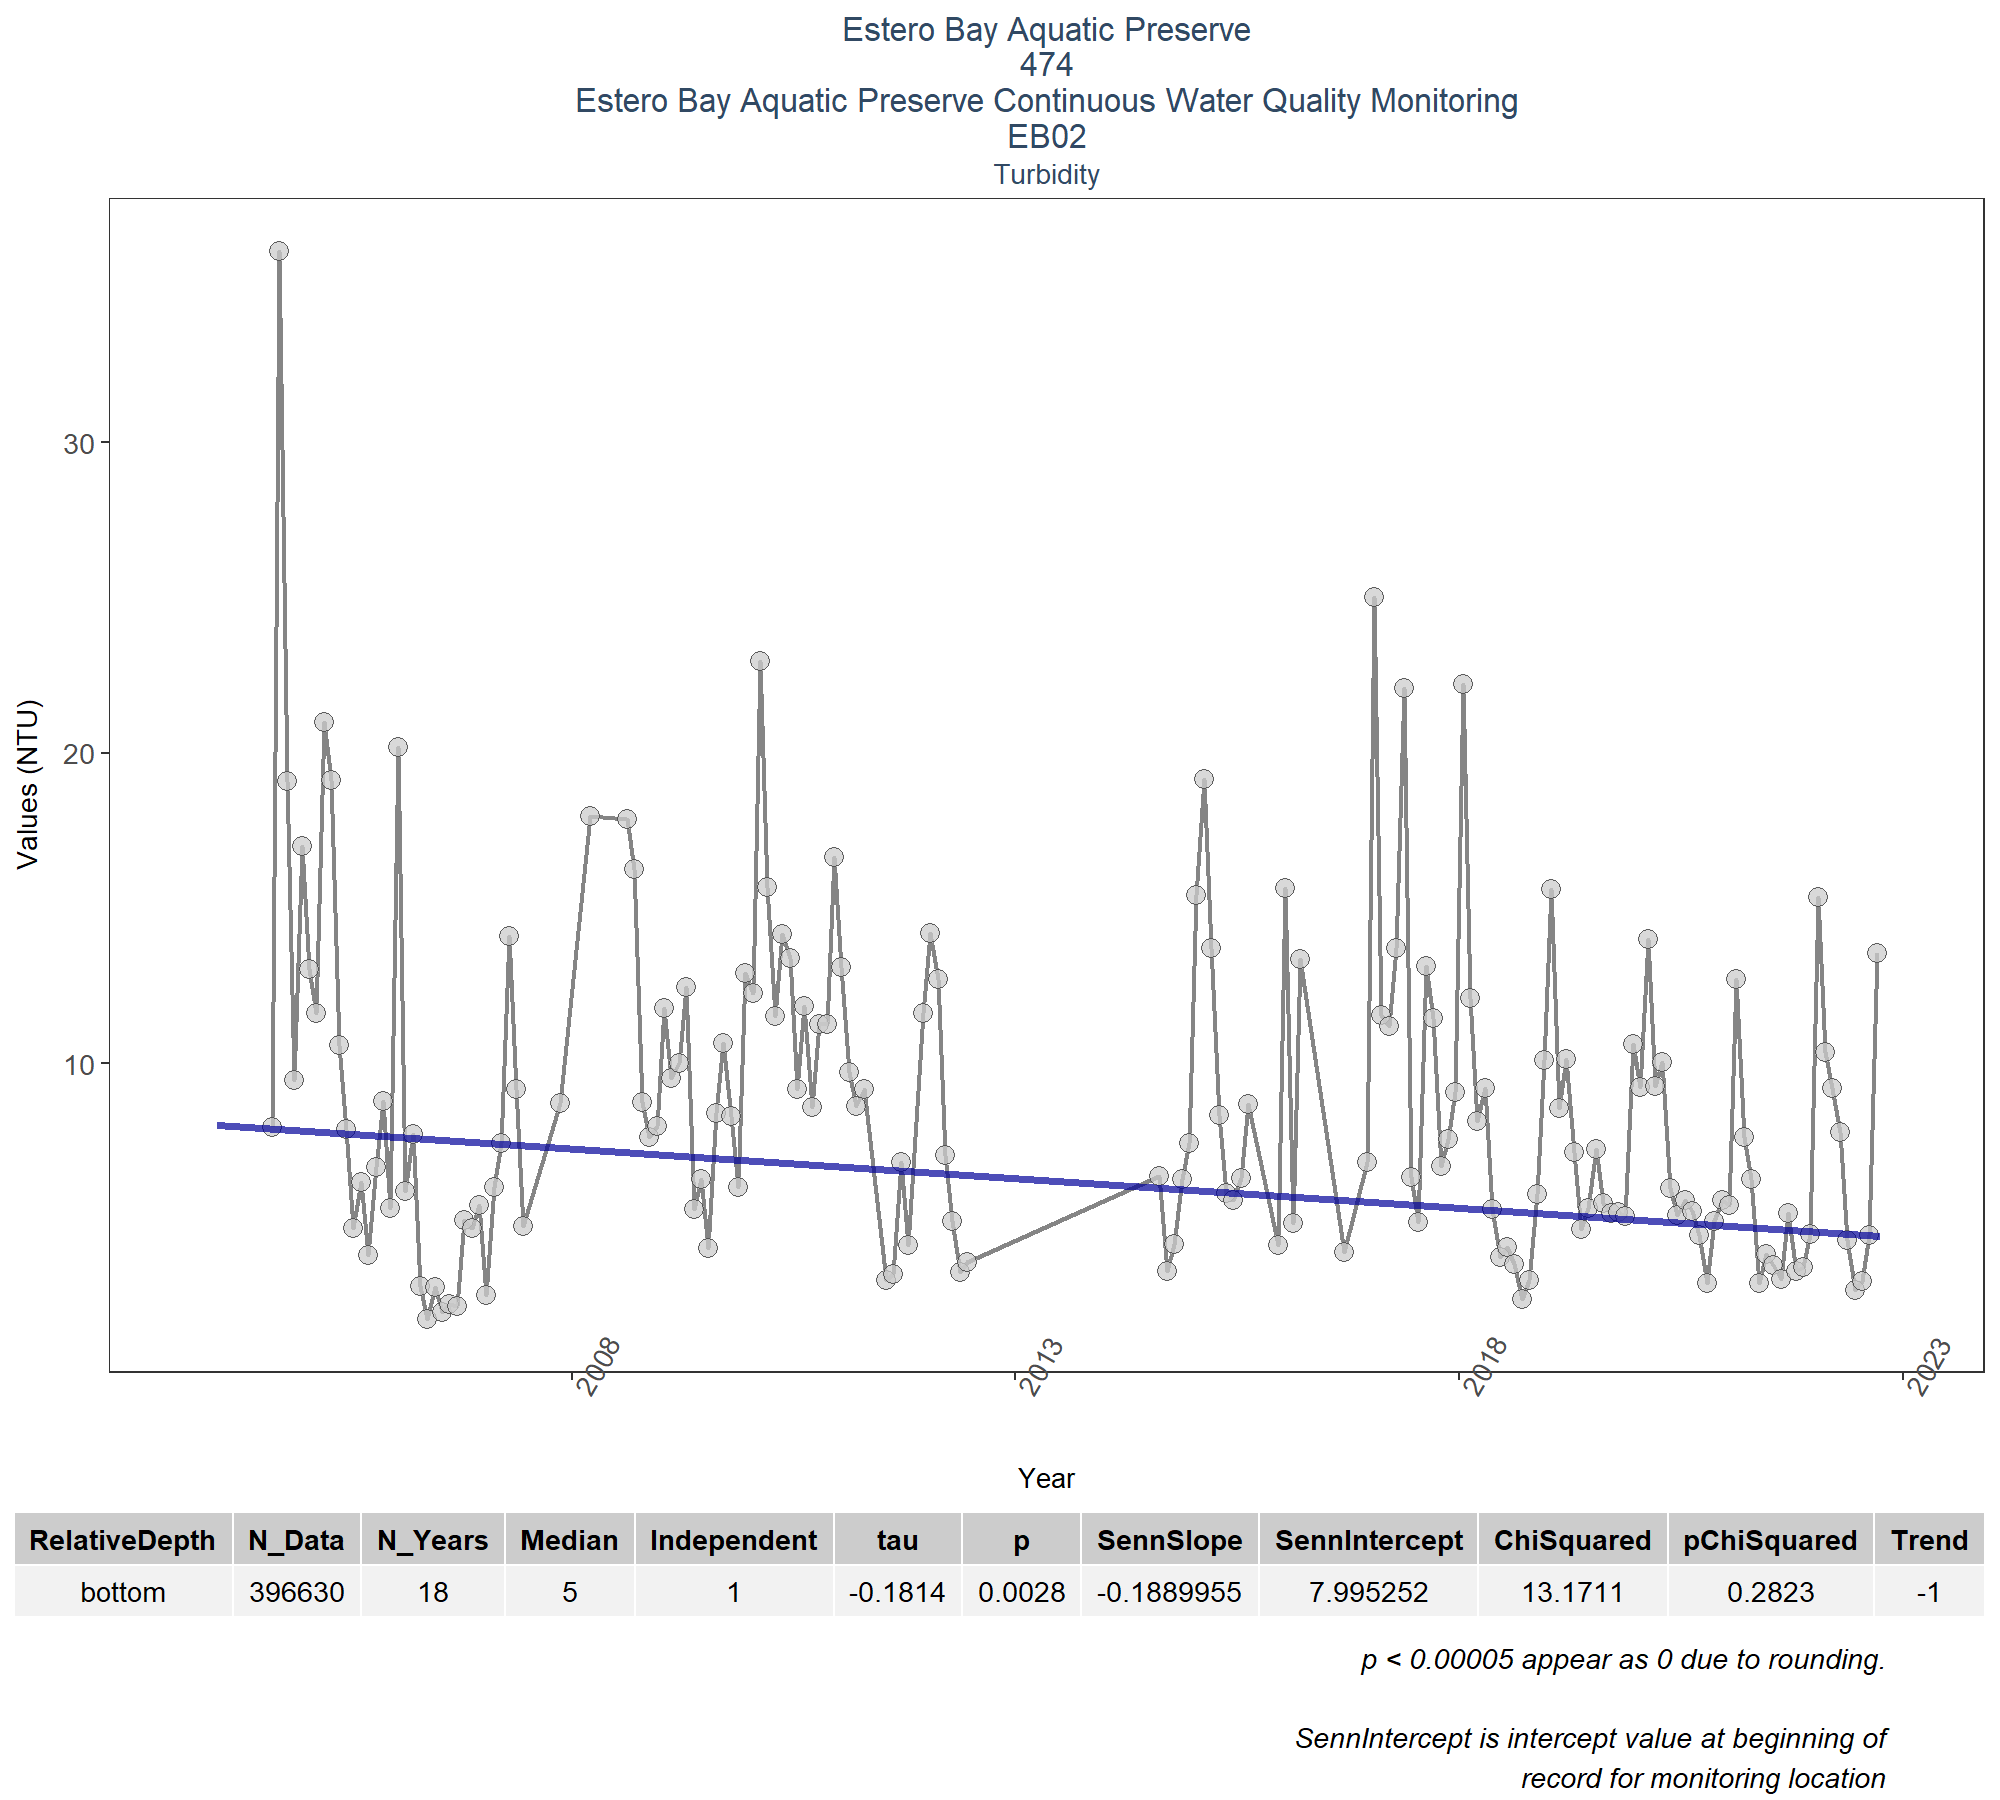 Estero Bay Aquatic Preserve
474
Estero Bay Aquatic Preserve Continuous Water Quality Monitoring
EB02
Turbidity
Values (NTU)
30
20
10
2008
2013
2018
2023
Year
RelativeDepth N_Data N_Years Median Independent tau p SennSlope SennIntercept ChiSquared pChiSquared Trend
bottom 396630 18 5 1 -0.1814 0.0028 -0.1889955 7.995252 13.1711 0.2823 -1
p < 0.00005 appear as 0 due to rounding.
SennIntercept is intercept value at beginning of
record for monitoring location